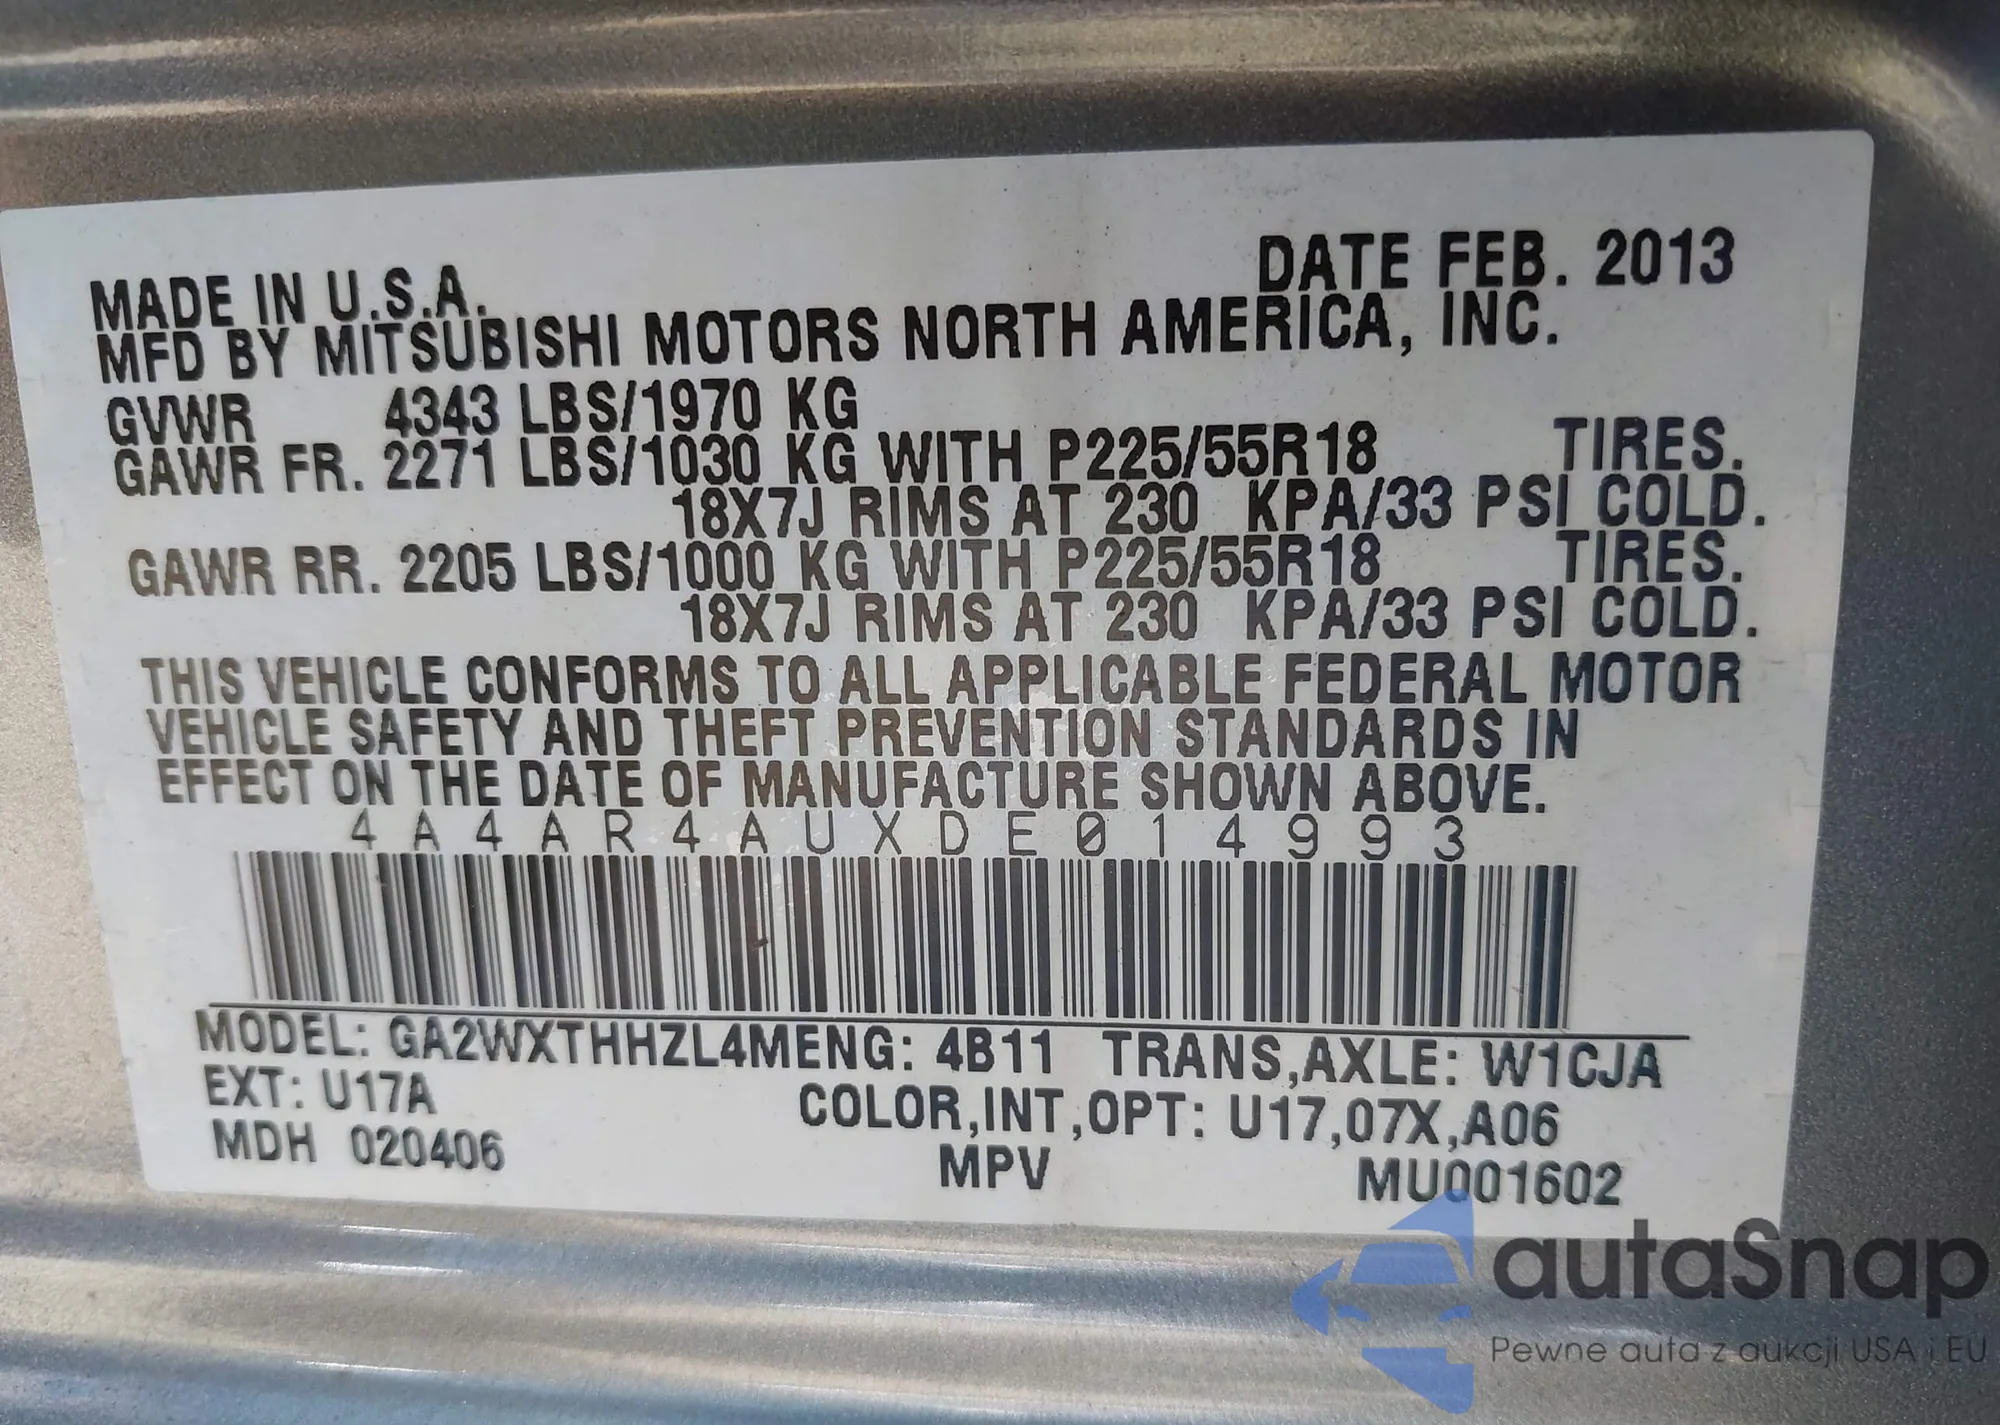 DATE FEB. 2013
MADE IN U.S.A.
MFD BY MITSUBISHI MOTORS NORTH AMERICA, INC.
GVWR 4343 LBS/1970 KG
GAWR FR. 2271 LBS/1030 KG WITH P225/55R18 TIRES.
18X7J RIMS AT 230 KPA/33 PSI COLD.
GAWR RR. 2205 LBS/1000 KG WITH P225/55R18 TIRES.
18X7J RIMS AT 230 KPA/33 PSI COLD.
THIS VEHICLE CONFORMS TO ALL APPLICABLE FEDERAL MOTOR
VEHICLE SAFETY AND THEFT PREVENTION STANDARDS IN
EFFECT ON THE DATE OF MANUFACTURE SHOWN ABOVE.
4A4AR4AUXDE014993
MODEL: GA2WXTHHZL4MENG: 4B11 TRANS,AXLE: W1CJA
EXT: U17A COLOR,INT,OPT: U17,07X,A06
MDH 020406 MPV MU001602
autaSnap
Pewne auta z aukcji USA i EU